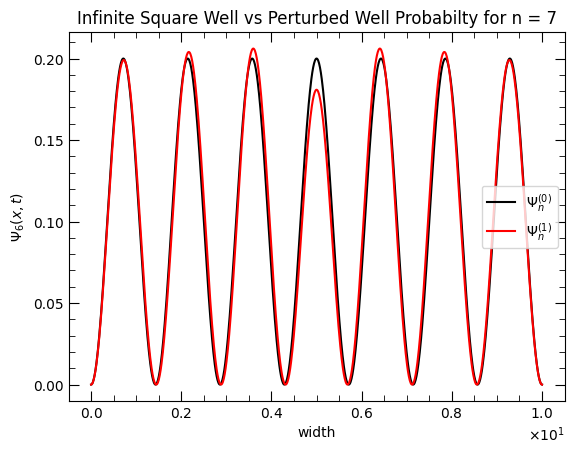 Infinite Square Well vs Perturbed Well Probabilty for n = 7
0.20
0.15
0.10
0.05
0.00
Ψ₆(x, t)
Ψₙ⁽⁰⁾
Ψₙ⁽¹⁾
0.0 0.2 0.4 0.6 0.8 1.0
width
×10¹